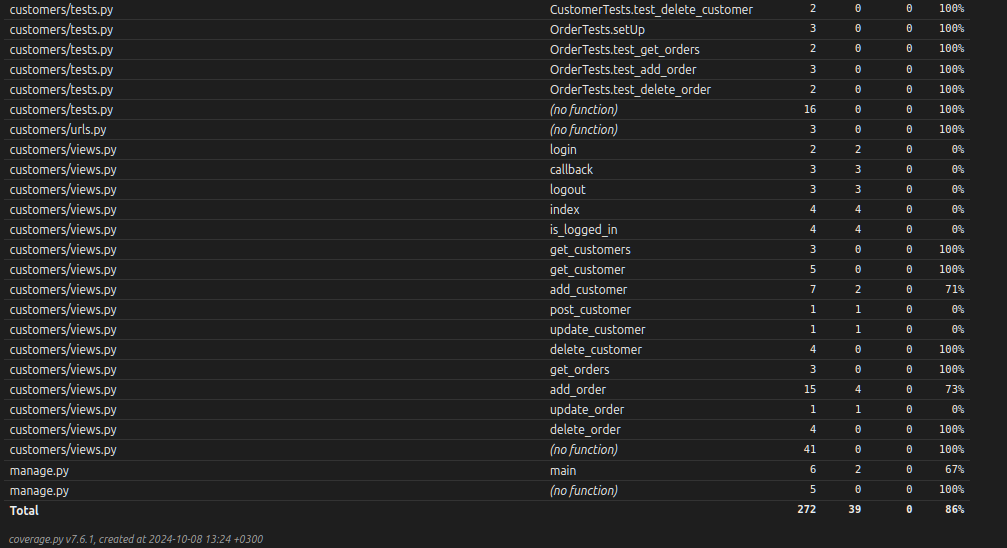 customers/tests.py CustomerTests.test_delete_customer 2 0 0 100%
customers/tests.py OrderTests.setUp 3 0 0 100%
customers/tests.py OrderTests.test_get_orders 2 0 0 100%
customers/tests.py OrderTests.test_add_order 3 0 0 100%
customers/tests.py OrderTests.test_delete_order 2 0 0 100%
customers/tests.py (no function) 16 0 0 100%
customers/urls.py (no function) 3 0 0 100%
customers/views.py login 2 2 0 0%
customers/views.py callback 3 3 0 0%
customers/views.py logout 3 3 0 0%
customers/views.py index 4 4 0 0%
customers/views.py is_logged_in 4 4 0 0%
customers/views.py get_customers 3 0 0 100%
customers/views.py get_customer 5 0 0 100%
customers/views.py add_customer 7 2 0 71%
customers/views.py post_customer 1 1 0 0%
customers/views.py update_customer 1 1 0 0%
customers/views.py delete_customer 4 0 0 100%
customers/views.py get_orders 3 0 0 100%
customers/views.py add_order 15 4 0 73%
customers/views.py update_order 1 1 0 0%
customers/views.py delete_order 4 0 0 100%
customers/views.py (no function) 41 0 0 100%
manage.py main 6 2 0 67%
manage.py (no function) 5 0 0 100%
Total 272 39 0 86%
coverage.py v7.6.1, created at 2024-10-08 13:24 +0300